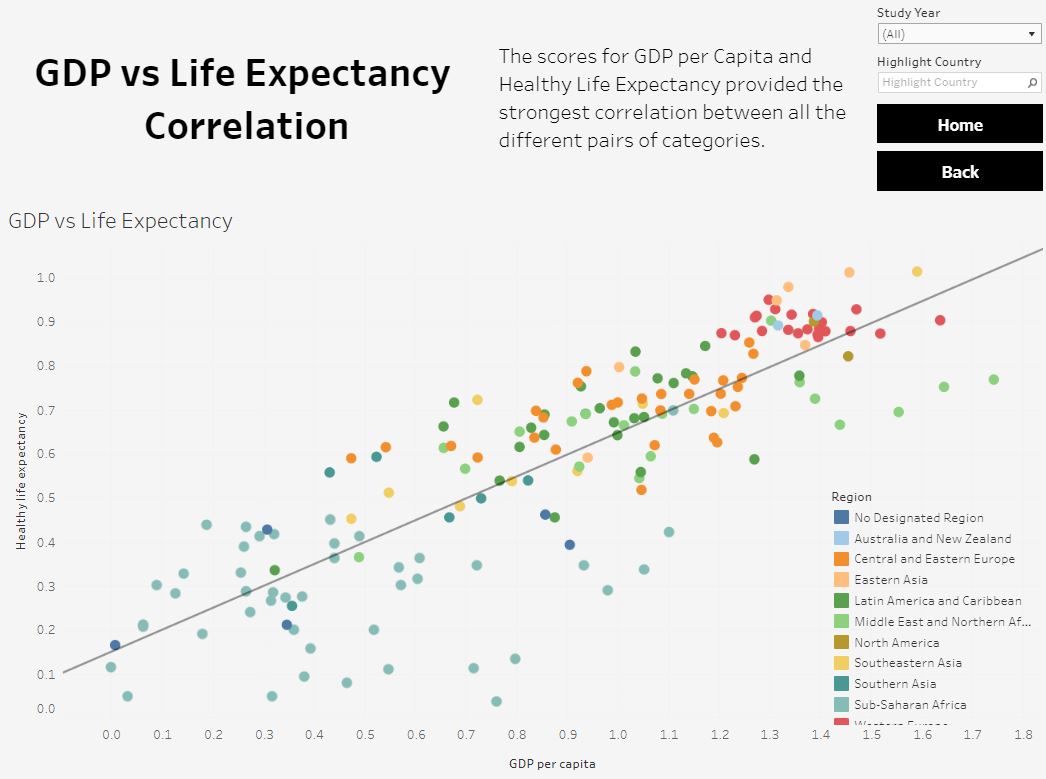 GDP vs Life Expectancy
Correlation
The scores for GDP per Capita and
Healthy Life Expectancy provided the
strongest correlation between all the
different pairs of categories.
Study Year
(All)
Highlight Country
Highlight Country
Home
Back
GDP vs Life Expectancy
Healthy life expectancy
1.0
0.9
0.8
0.7
0.6
0.5
0.4
0.3
0.2
0.1
0.0
Region
No Designated Region
Australia and New Zealand
Central and Eastern Europe
Eastern Asia
Latin America and Caribbean
Middle East and Northern Af...
North America
Southeastern Asia
Southern Asia
Sub-Saharan Africa
Western Europe
0.0 0.1 0.2 0.3 0.4 0.5 0.6 0.7 0.8 0.9 1.0 1.1 1.2 1.3 1.4 1.5 1.6 1.7 1.8
GDP per capita